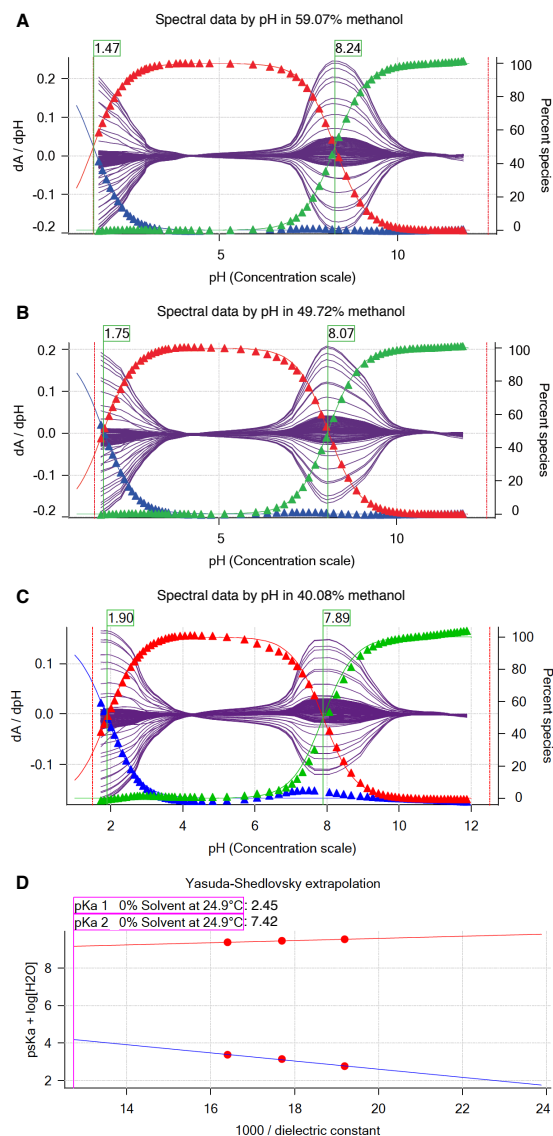 A
Spectral data by pH in 59.07% methanol
1.47
8.24
0.2
0.1
0.0
-0.1
-0.2
100
80
60
40
20
0
dA / dpH
Percent species
5
10
pH (Concentration scale)
B
Spectral data by pH in 49.72% methanol
1.75
8.07
0.2
0.1
0.0
-0.1
-0.2
100
80
60
40
20
0
dA / dpH
Percent species
5
10
pH (Concentration scale)
C
Spectral data by pH in 40.08% methanol
1.90
7.89
0.1
0.0
-0.1
100
80
60
40
20
0
dA / dpH
Percent species
2
4
6
8
10
12
pH (Concentration scale)
D
Yasuda-Shedlovsky extrapolation
pKa 1 0% Solvent at 24.9°C: 2.45
pKa 2 0% Solvent at 24.9°C: 7.42
8
6
4
2
psKa + log[H2O]
14
16
18
20
22
24
1000 / dielectric constant